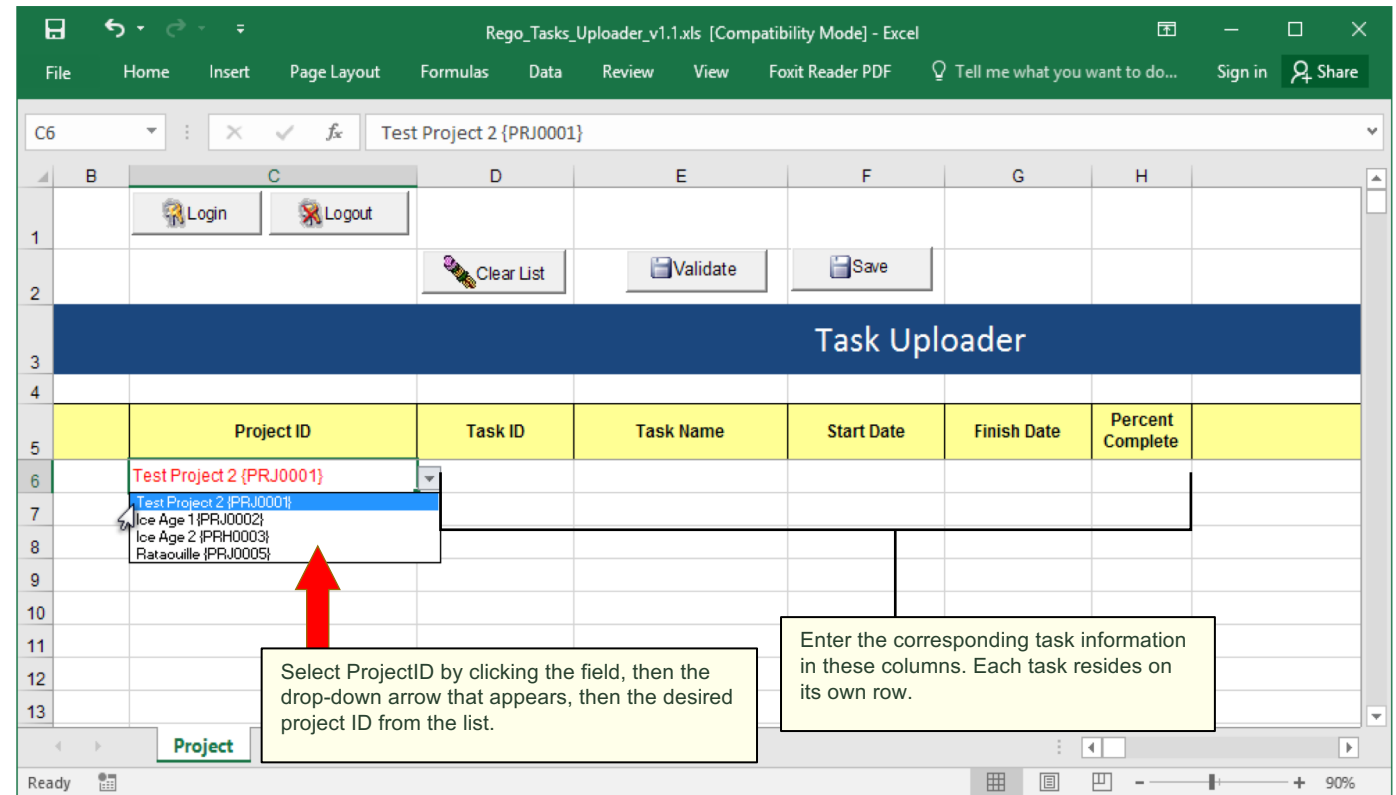 Rego_Tasks_Uploader_v1.1.xls [Compatibility Mode] - Excel
File Home Insert Page Layout Formulas Data Review View Foxit Reader PDF Tell me what you want to do... Sign in Share
C6 fx Test Project 2 {PRJ0001}
B C D E F G H
Login Logout
1
Clear List Validate Save
2
Task Uploader
3
4
Project ID Task ID Task Name Start Date Finish Date Percent Complete
5
6 Test Project 2 {PRJ0001}
Test Project 2 {PRJ0001}
7 Ice Age 1 {PRJ0002}
8 Ice Age 2 {PRH0003}
Rataouille {PRJ0005}
9
10
11
12
13
Select ProjectID by clicking the field, then the
drop-down arrow that appears, then the desired
project ID from the list.
Enter the corresponding task information
in these columns. Each task resides on
its own row.
Project
Ready 90%